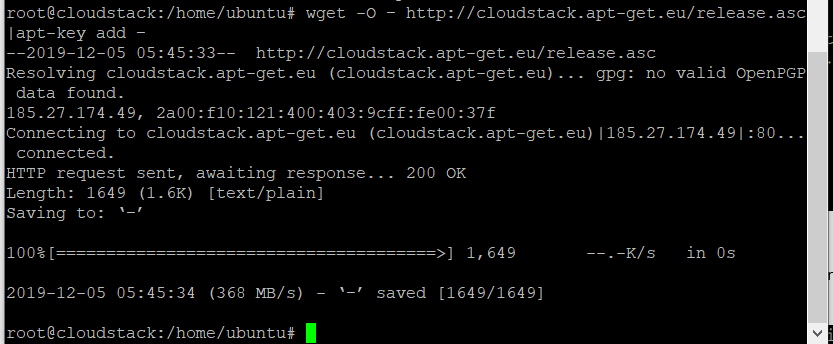 root@cloudstack:/home/ubuntu# wget -O – http://cloudstack.apt-get.eu/release.asc
|apt-key add –
--2019-12-05 05:45:33--  http://cloudstack.apt-get.eu/release.asc
Resolving cloudstack.apt-get.eu (cloudstack.apt-get.eu)... gpg: no valid OpenPGP
 data found.
185.27.174.49, 2a00:f10:121:400:403:9cff:fe00:37f
Connecting to cloudstack.apt-get.eu (cloudstack.apt-get.eu)|185.27.174.49|:80...
 connected.
HTTP request sent, awaiting response... 200 OK
Length: 1649 (1.6K) [text/plain]
Saving to: ‘–’
100%[======================================>] 1,649       --.-K/s   in 0s
2019-12-05 05:45:34 (368 MB/s) - ‘–’ saved [1649/1649]
root@cloudstack:/home/ubuntu#